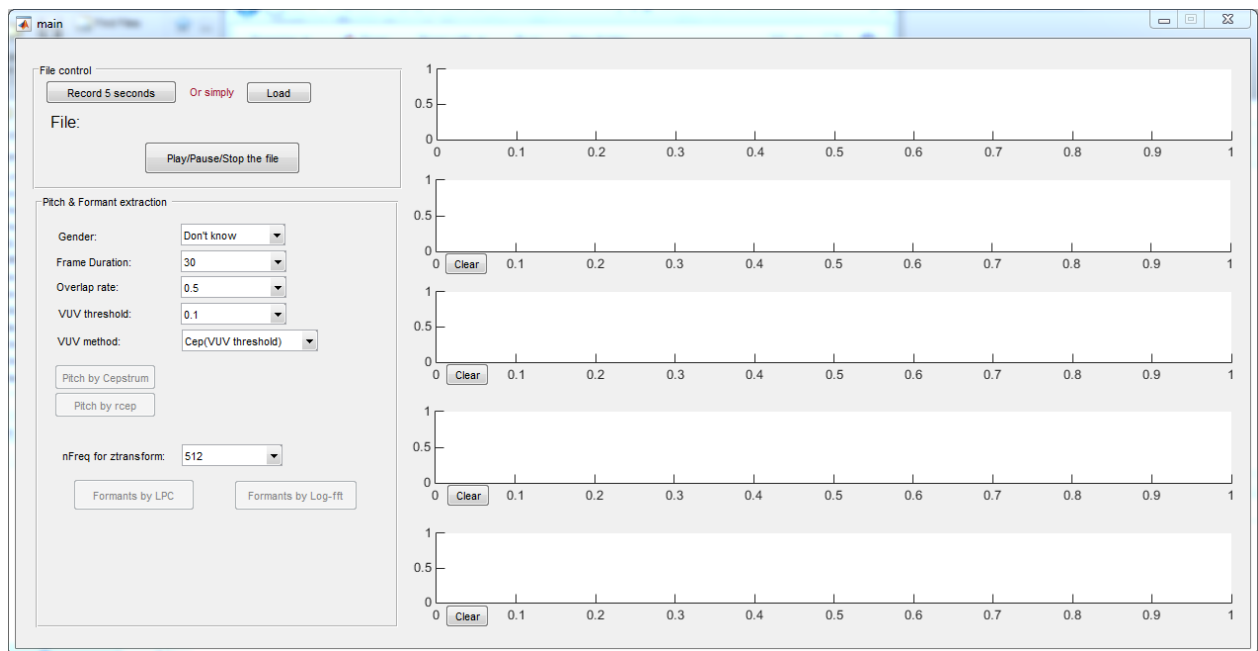 main
File control
Record 5 seconds Or simply Load
File:
Play/Pause/Stop the file
Pitch & Formant extraction
Gender: Don't know
Frame Duration: 30
Overlap rate: 0.5
VUV threshold: 0.1
VUV method: Cep(VUV threshold)
Pitch by Cepstrum
Pitch by rcep
nFreq for ztransform: 512
Formants by LPC Formants by Log-fft
1
0.5
0
0 0.1 0.2 0.3 0.4 0.5 0.6 0.7 0.8 0.9 1
1
0.5
0
0 Clear 0.1 0.2 0.3 0.4 0.5 0.6 0.7 0.8 0.9 1
1
0.5
0
0 Clear 0.1 0.2 0.3 0.4 0.5 0.6 0.7 0.8 0.9 1
1
0.5
0
0 Clear 0.1 0.2 0.3 0.4 0.5 0.6 0.7 0.8 0.9 1
1
0.5
0
0 Clear 0.1 0.2 0.3 0.4 0.5 0.6 0.7 0.8 0.9 1